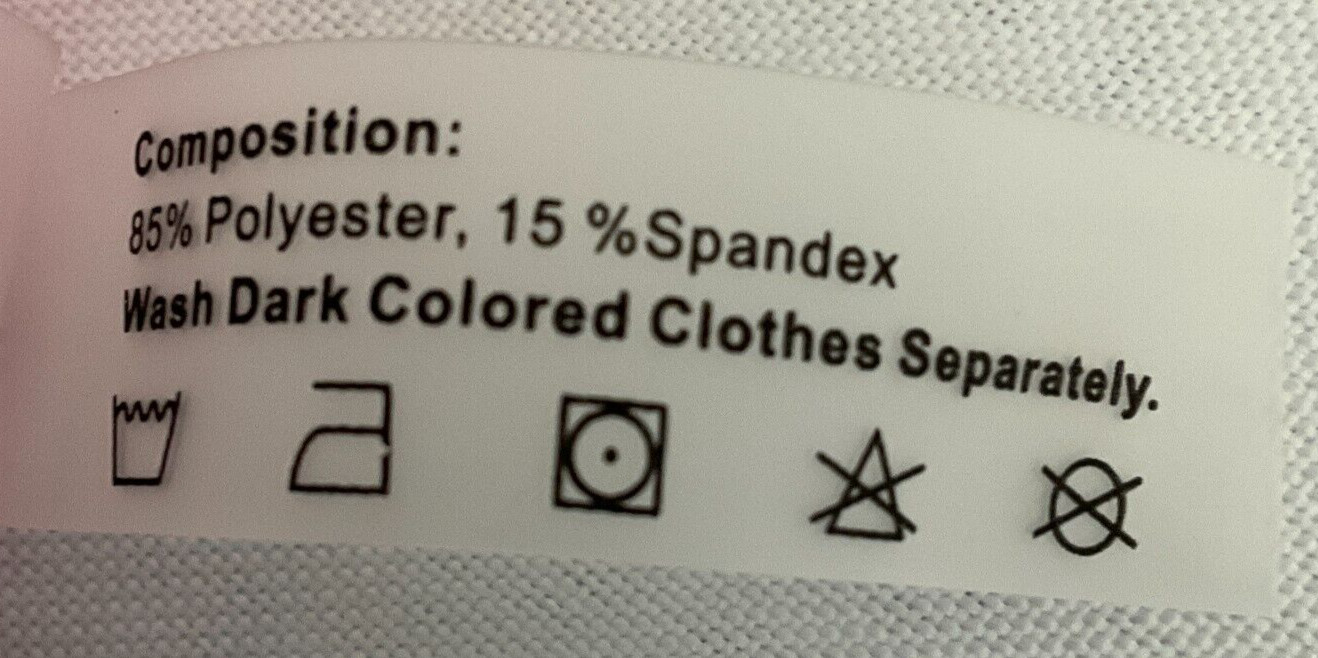 Composition:
85% Polyester, 15 %Spandex
Wash Dark Colored Clothes Separately.